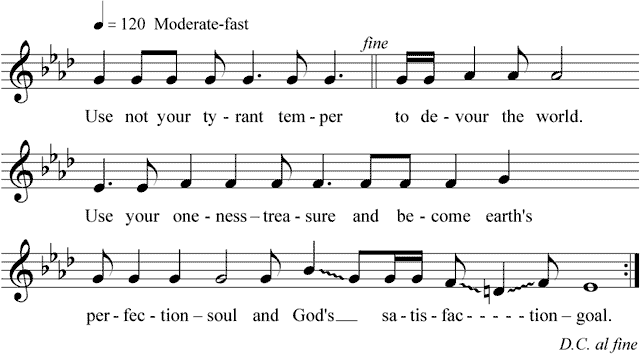 ♩ = 120 Moderate-fast
fine
Use not your ty - rant tem - per to de - vour the world.
Use your one - ness – trea - sure and be - come earth's
per - fec - tion – soul and God's__ sa - tis - fac - - - - - tion – goal.
D.C. al fine